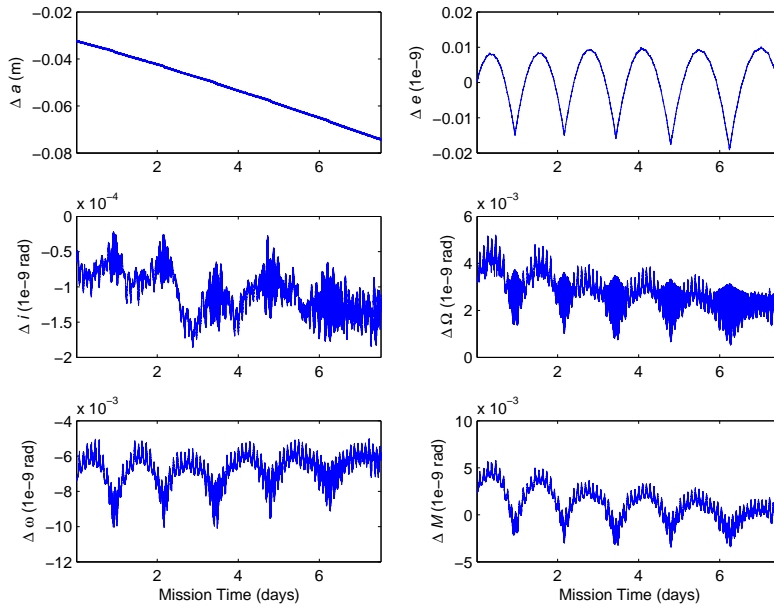 −0.02
−0.04
−0.06
−0.08
Δ a (m)
2 4 6
0.02
0.01
0
−0.01
−0.02
Δ e (1e−9)
2 4 6
x 10⁻⁴
0
−0.5
−1
−1.5
−2
Δ i (1e−9 rad)
2 4 6
x 10⁻³
6
4
2
0
Δ Ω (1e−9 rad)
2 4 6
x 10⁻³
−4
−6
−8
−10
−12
Δ ω (1e−9 rad)
2 4 6
Mission Time (days)
x 10⁻³
10
5
0
−5
Δ M (1e−9 rad)
2 4 6
Mission Time (days)